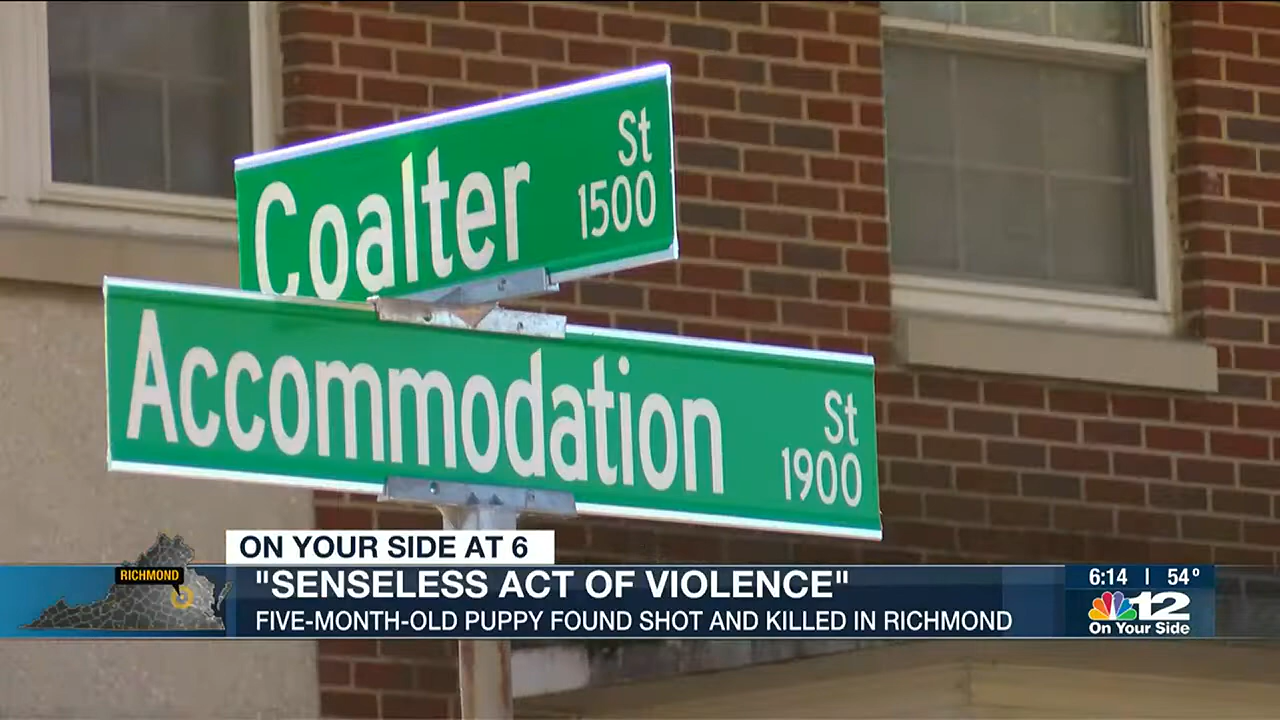 Coalter St
1500
Accommodation St
1900
ON YOUR SIDE AT 6
RICHMOND
"SENSELESS ACT OF VIOLENCE"
FIVE-MONTH-OLD PUPPY FOUND SHOT AND KILLED IN RICHMOND
6:14 | 54°
12
On Your Side